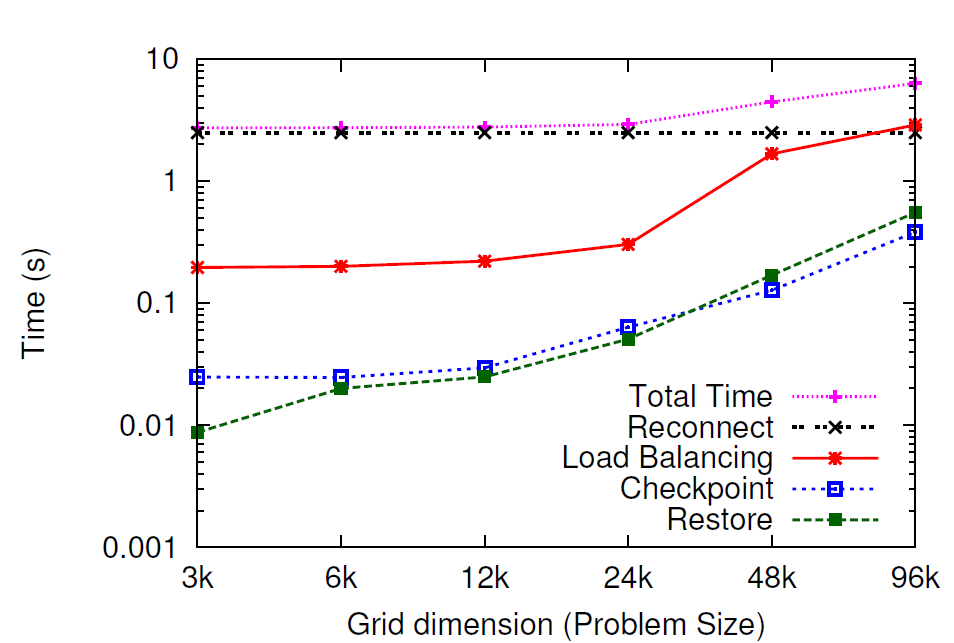 10
1
0.1
0.01
0.001
Time (s)
Total Time
Reconnect
Load Balancing
Checkpoint
Restore
3k 6k 12k 24k 48k 96k
Grid dimension (Problem Size)